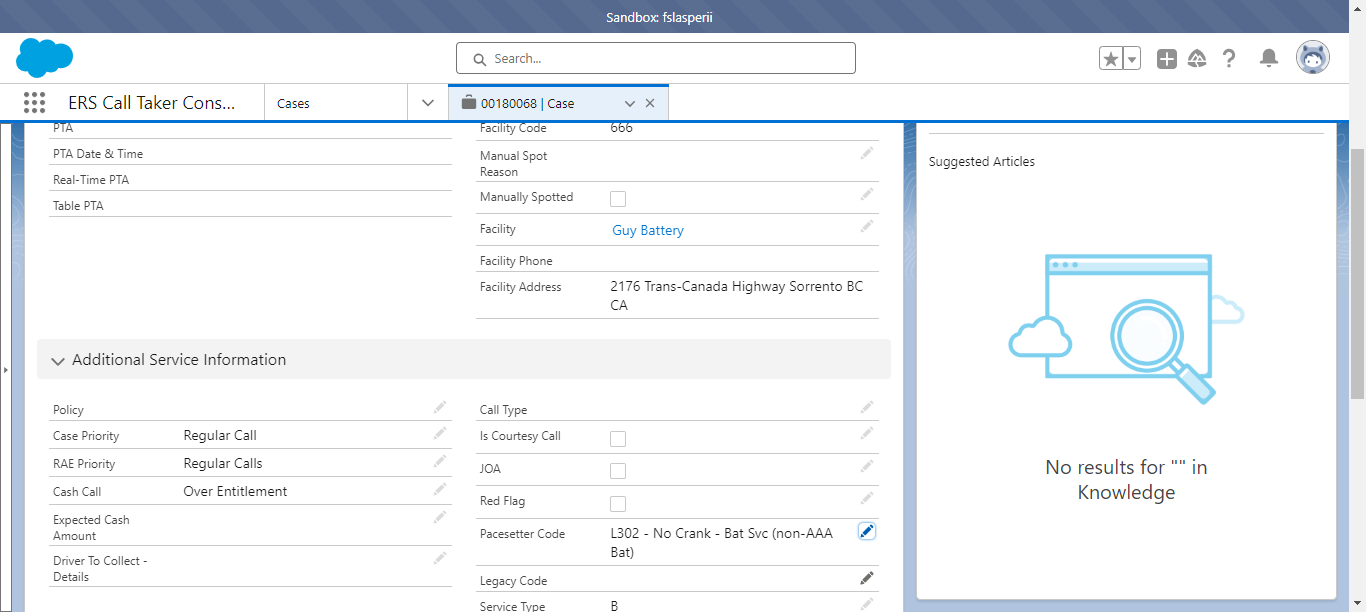 Sandbox: fslasperii
Search...
ERS Call Taker Cons...
Cases
00180068 | Case
PTA
PTA Date & Time
Real-Time PTA
Table PTA
Facility Code 666
Manual Spot
Reason
Manually Spotted
Facility Guy Battery
Facility Phone
Facility Address 2176 Trans-Canada Highway Sorrento BC
CA
Additional Service Information
Policy
Case Priority Regular Call
RAE Priority Regular Calls
Cash Call Over Entitlement
Expected Cash
Amount
Driver To Collect -
Details
Call Type
Is Courtesy Call
JOA
Red Flag
Pacesetter Code L302 - No Crank - Bat Svc (non-AAA
Bat)
Legacy Code
Service Type B
Suggested Articles
No results for "" in
Knowledge